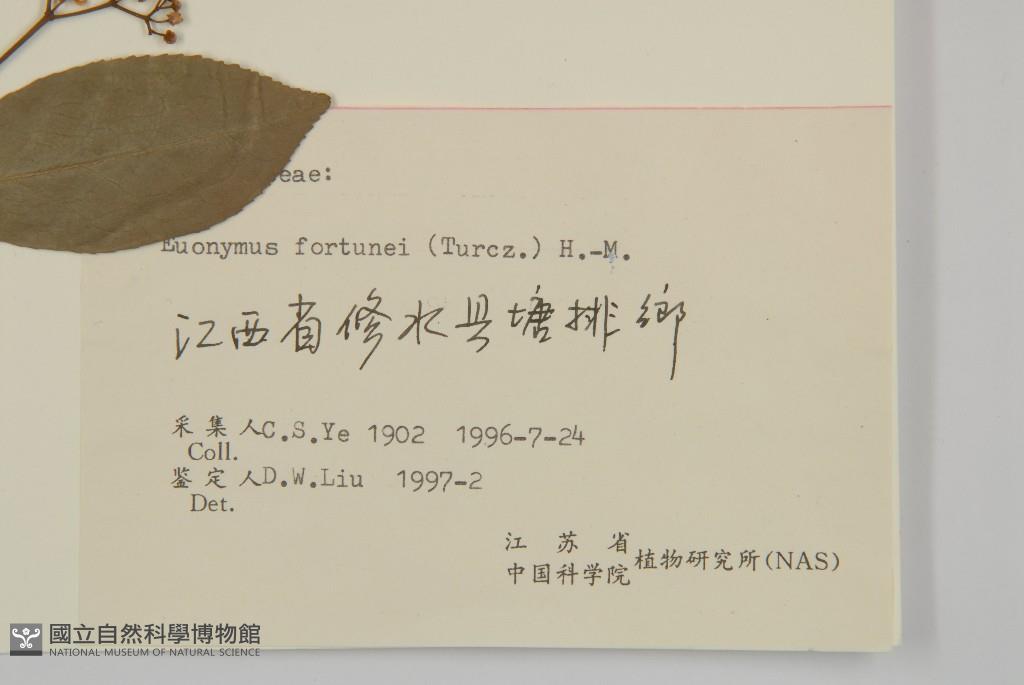 eae:
Euonymus fortunei (Turcz.) H.-M.
江西省修水县塘排鄉
采集人C.S.Ye 1902 1996-7-24
Coll.
鉴定人D.W.Liu 1997-2
Det.
江苏省
中国科学院植物研究所(NAS)
國立自然科學博物館
NATIONAL MUSEUM OF NATURAL SCIENCE